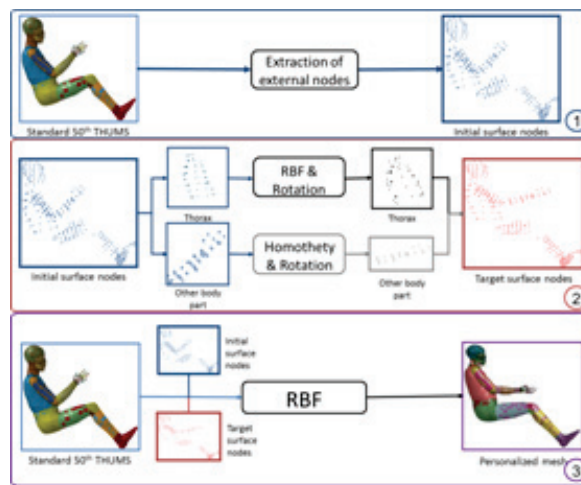 Extraction of
external nodes
Standard 50th THUMS
Initial surface nodes
1
RBF &
Rotation
Thorax
Thorax
Homothety
& Rotation
Initial surface nodes
Other body
part
Other body
part
Target surface nodes
2
Initial
surface
nodes
RBF
Target
surface
nodes
Standard 50th THUMS
Personalized mesh
3